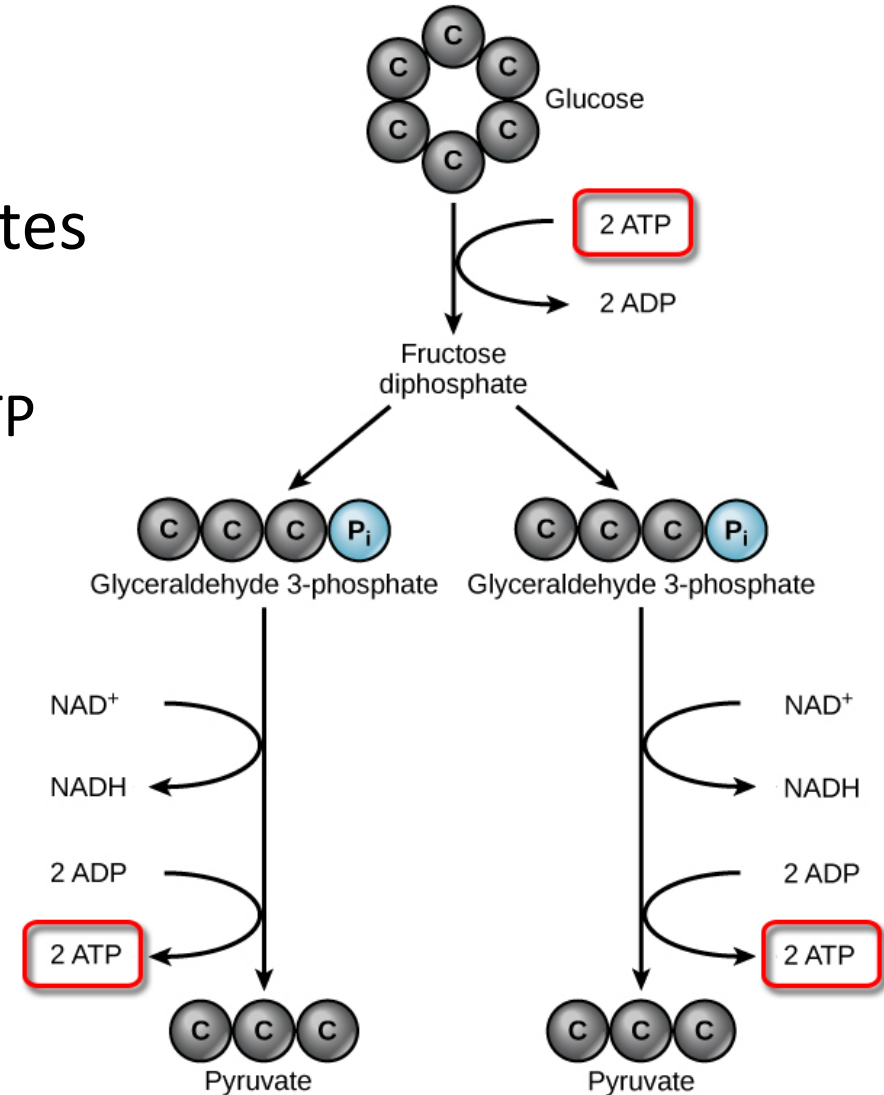 C
C
C
C
C
C
Glucose
tes
2 ATP
2 ADP
TP
Fructose
diphosphate
C C C Pi
C C C Pi
Glyceraldehyde 3-phosphate
Glyceraldehyde 3-phosphate
NAD+
NADH
2 ADP
2 ATP
NAD+
NADH
2 ADP
2 ATP
C C C
Pyruvate
C C C
Pyruvate